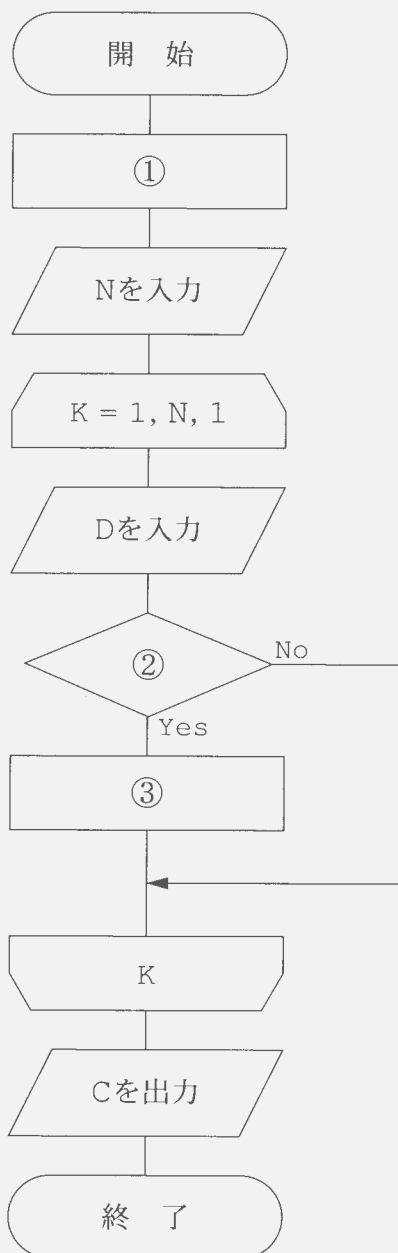 開 始
①
Nを入力
K = 1, N, 1
Dを入力
②
No
Yes
③
K
Cを出力
終 了